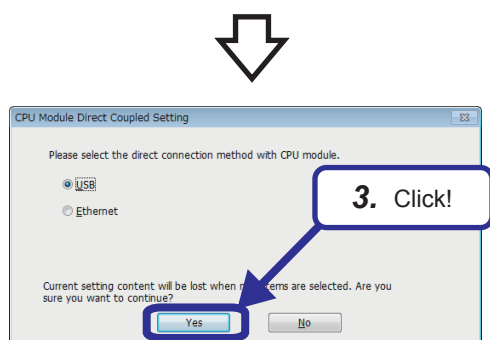 CPU Module Direct Coupled Setting
Please select the direct connection method with CPU module.
USB
3. Click!
Ethernet
Current setting content will be lost when items are selected. Are you
sure you want to continue?
Yes No